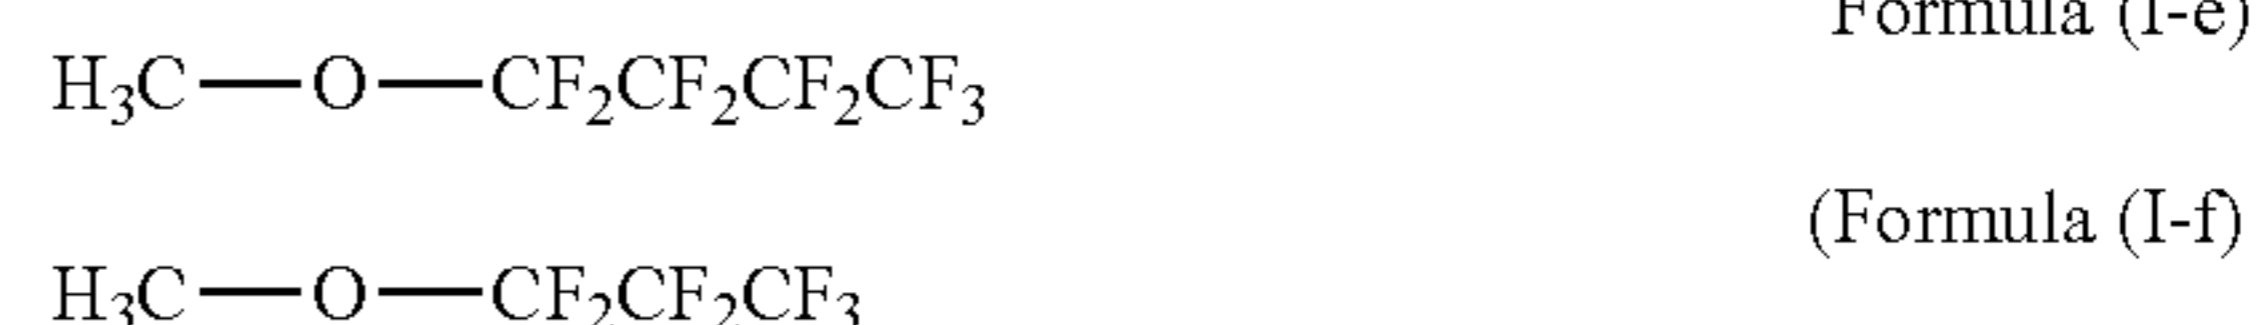 Formula (I-e)
H₃C—O—CF₂CF₂CF₂CF₃
(Formula (I-f)
H₃C—O—CF₂CF₂CF₃